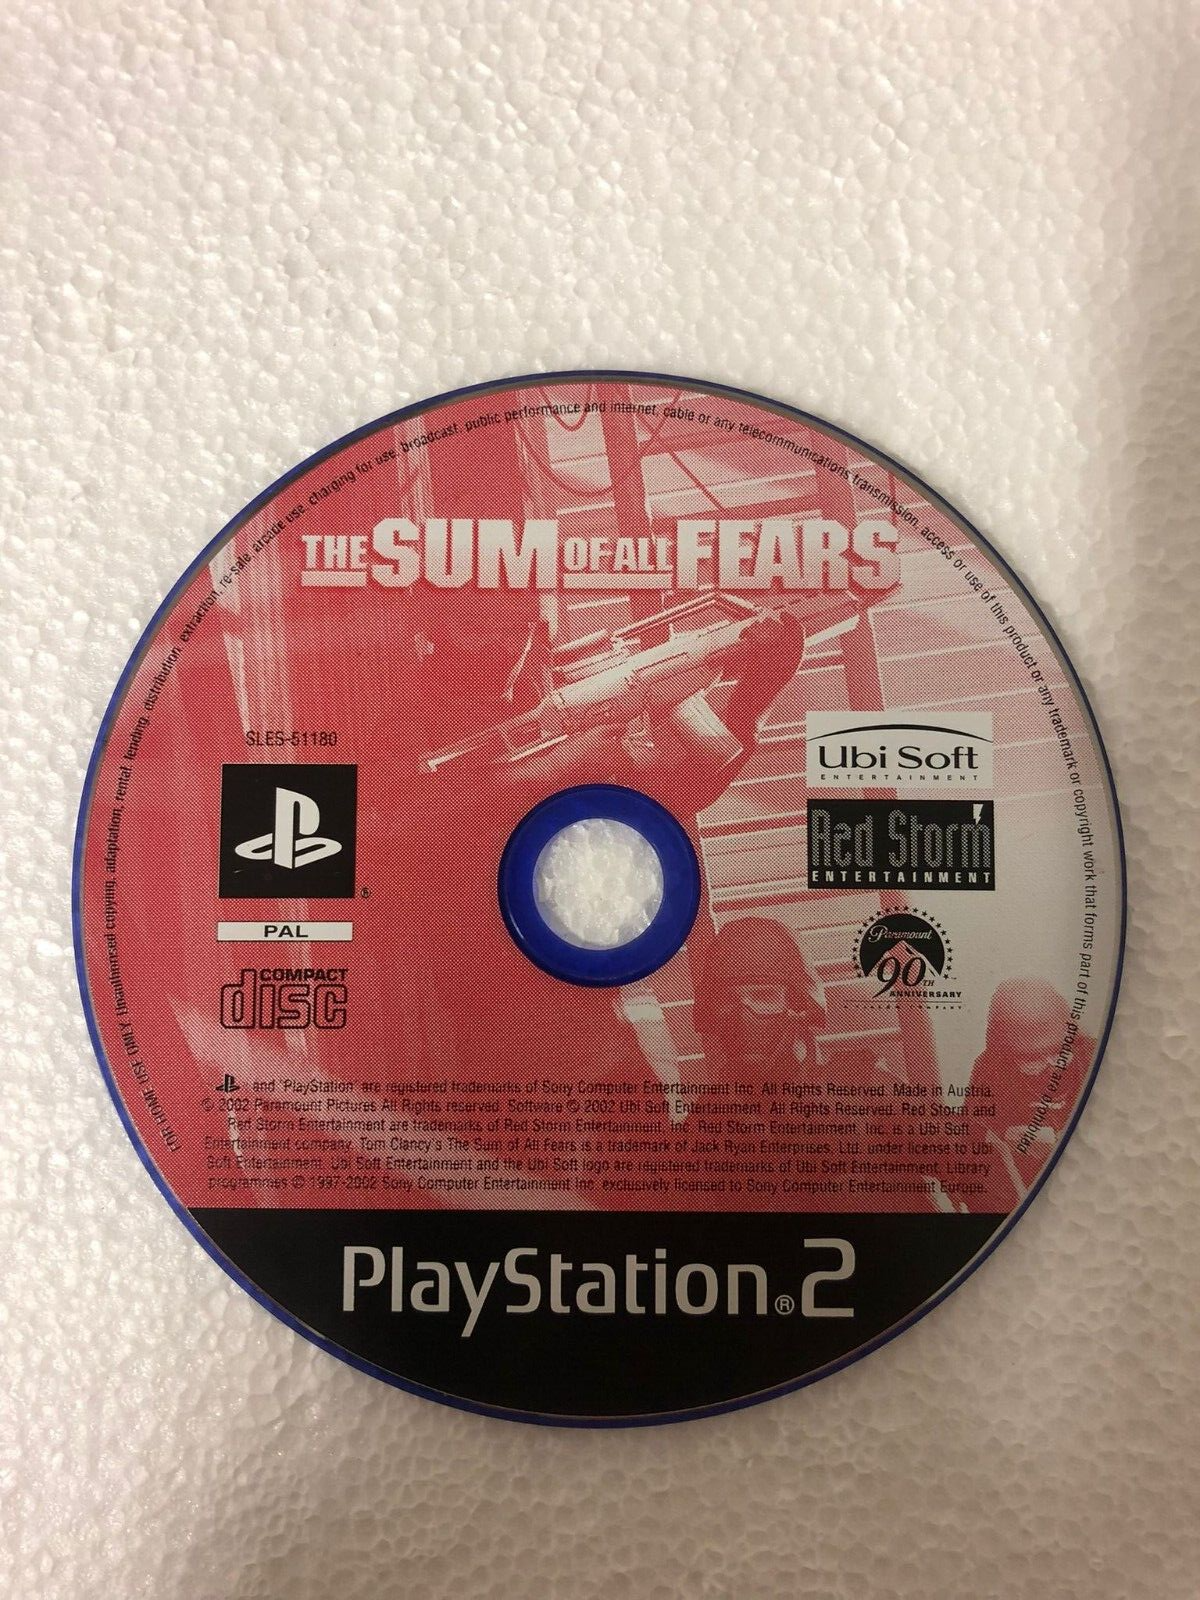 FOR HOME USE ONLY Unauthorised copying, adaptation, rental, lending, distribution, extraction, re-sale, arcade use, charging for use, broadcast, public performance and internet, cable or any telecommunications transmission, access or use of this product or any trademark or copyright work that forms part of this product are prohibited
THE SUM OF ALL FEARS
SLES-51180
®
PAL
COMPACT
disc
Ubi Soft
ENTERTAINMENT
Red Storm
ENTERTAINMENT
Paramount
90TH
ANNIVERSARY
and "PlayStation" are registered trademarks of Sony Computer Entertainment Inc. All Rights Reserved. Made in Austria.
© 2002 Paramount Pictures All Rights reserved. Software © 2002 Ubi Soft Entertainment. All Rights Reserved. Red Storm and
Red Storm Entertainment are trademarks of Red Storm Entertainment, Inc. Red Storm Entertainment, Inc. is a Ubi Soft
Entertainment company. Tom Clancy's The Sum of All Fears is a trademark of Jack Ryan Enterprises, Ltd. under license to Ubi
Soft Entertainment. Ubi Soft Entertainment and the Ubi Soft logo are registered trademarks of Ubi Soft Entertainment. Library
programmes © 1997-2002 Sony Computer Entertainment Inc. exclusively licensed to Sony Computer Entertainment Europe.
PlayStation®2